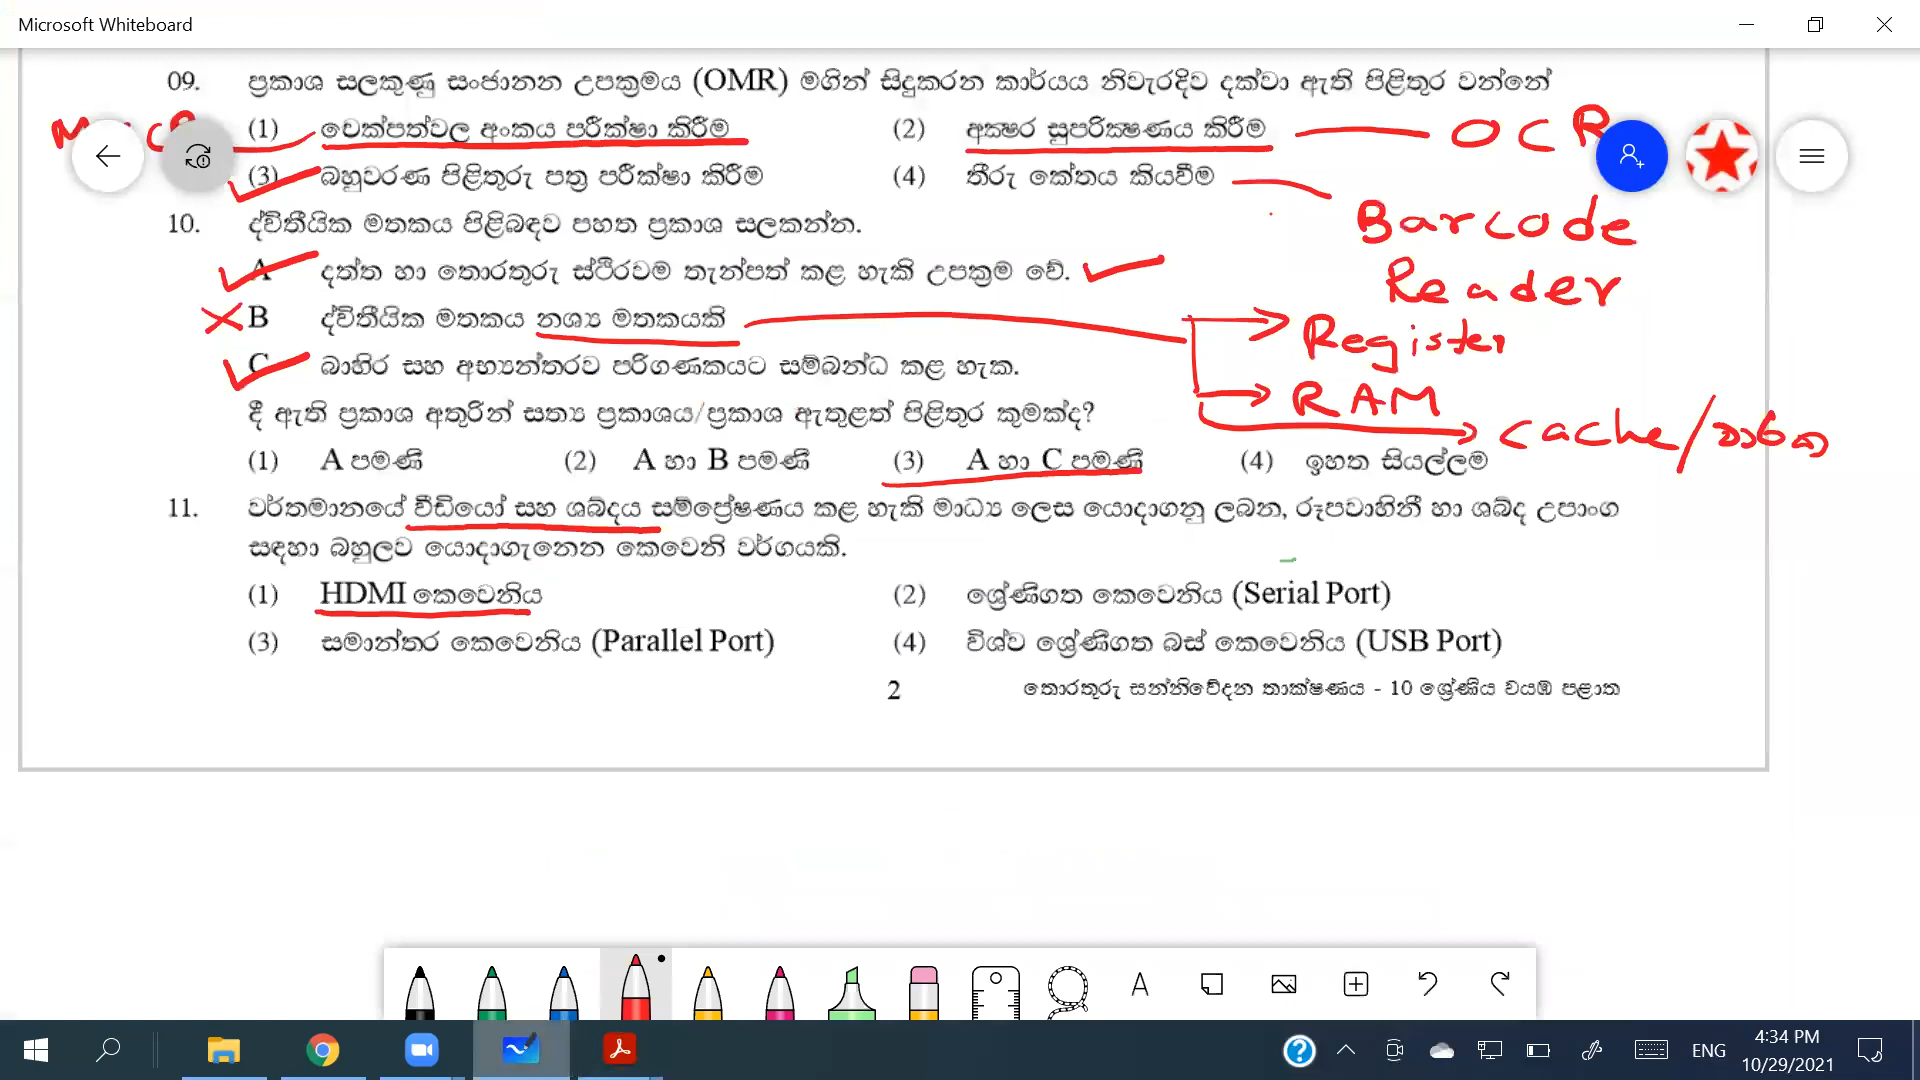 Microsoft Whiteboard
09. ප්‍රකාශ සලකුණු සංජානන උපක්‍රමය (OMR) මගින් සිදුකරන කාර්යය නිවැරදිව දක්වා ඇති පිළිතුර වන්නේ
(1) චෙක්පත්වල අංකය පරීක්ෂා කිරීම (2) අක්ෂර සුපරික්ෂණය කිරීම OCR
(3) බහුවරණ පිළිතුරු පත්‍ර පරීක්ෂා කිරීම (4) තීරු කේතය කියවීම
Barcode
Reader
10. ද්විතීයික මතකය පිළිබඳව පහත ප්‍රකාශ සලකන්න.
A දත්ත හා තොරතුරු ස්ථිරවම තැන්පත් කළ හැකි උපක්‍රම වේ.
B ද්විතීයික මතකය නශ්‍ය මතකයකි
Register
C බාහිර සහ අභ්‍යන්තරව පරිගණකයට සම්බන්ධ කළ හැක.
RAM
දී ඇති ප්‍රකාශ අතුරින් සත්‍ය ප්‍රකාශය/ප්‍රකාශ ඇතුළත් පිළිතුර කුමක්ද?
cache/
(1) A පමණි (2) A හා B පමණි (3) A හා C පමණි (4) ඉහත සියල්ලම
11. වර්තමානයේ වීඩියෝ සහ ශබ්දය සම්ප්‍රේෂණය කළ හැකි මාධ්‍ය ලෙස යොදාගනු ලබන, රූපවාහිනී හා ශබ්ද උපාංග
සඳහා බහුලව යොදාගැනෙන කෙවෙනි වර්ගයකි.
(1) HDMI කෙවෙනිය (2) ශ්‍රේණිගත කෙවෙනිය (Serial Port)
(3) සමාන්තර කෙවෙනිය (Parallel Port) (4) විශ්ව ශ්‍රේණිගත බස් කෙවෙනිය (USB Port)
2 තොරතුරු සන්නිවේදන තාක්ෂණය - 10 ශ්‍රේණිය වයඹ පළාත
ENG
4:34 PM
10/29/2021